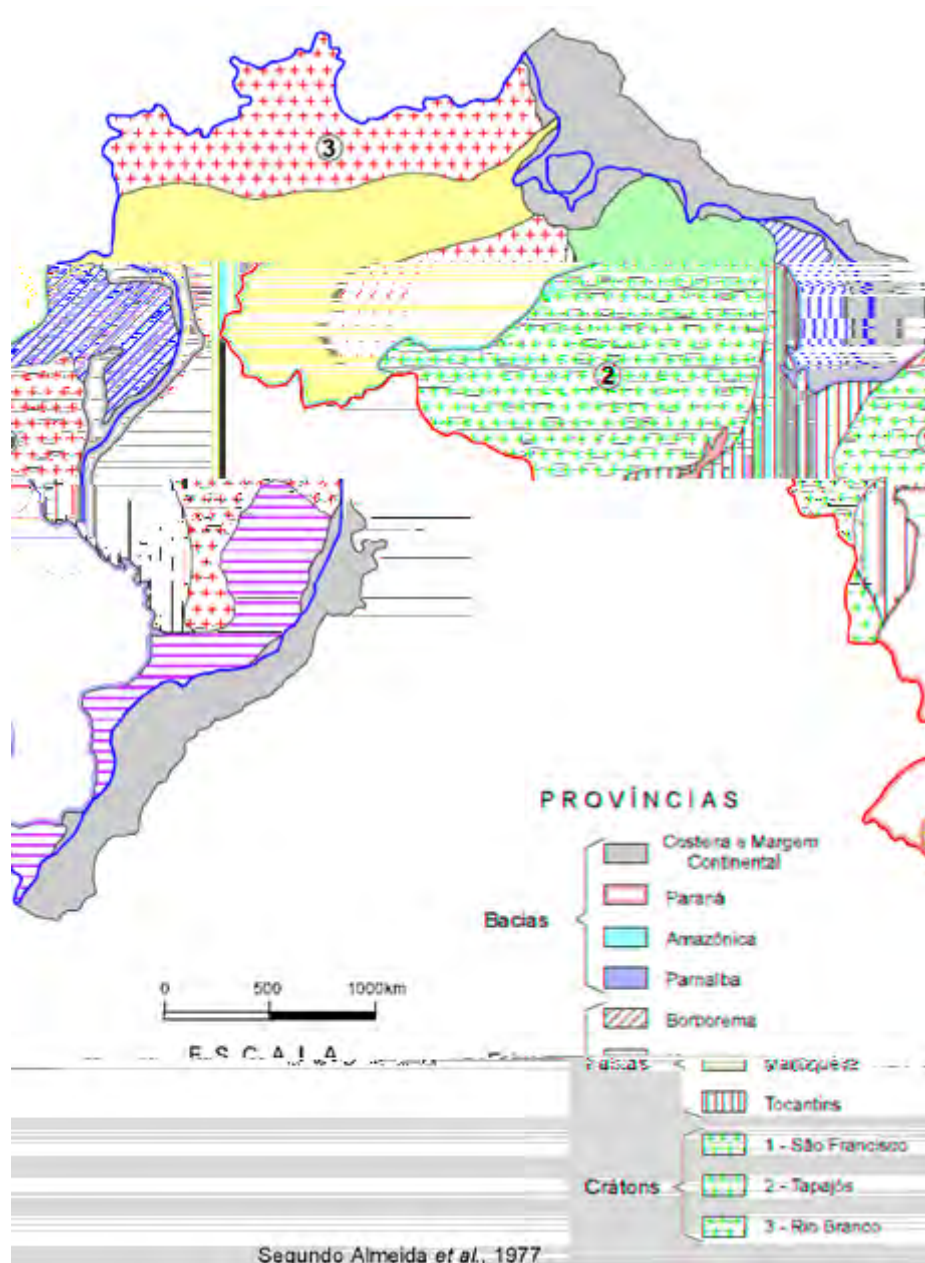 3
2
PROVÍNCIAS
Costeira e Margem
Continental
Paraná
Bacias
Amazônica
Parnaíba
0 500 1000km
Borborema
ESCALA
Tocantins
1 - São Francisco
Crátons
2 - Tapajós
3 - Rio Branco
Segundo Almeida et al., 1977